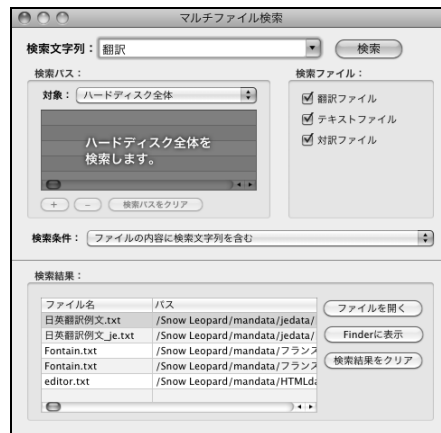 マルチファイル検索
検索文字列： 翻訳 検索
検索パス： 検索ファイル：
対象： ハードディスク全体
翻訳ファイル
テキストファイル
対訳ファイル
ハードディスク全体を
検索します。
+ - 検索パスをクリア
検索条件： ファイルの内容に検索文字列を含む
検索結果：
ファイル名 パス
日英翻訳例文.txt /Snow Leopard/mandata/jedata/
日英翻訳例文_je.txt /Snow Leopard/mandata/jedata/
Fontain.txt /Snow Leopard/mandata/フランス
Fontain.txt /Snow Leopard/mandata/フランス
editor.txt /Snow Leopard/mandata/HTMLda
ファイルを開く
Finderに表示
検索結果をクリア